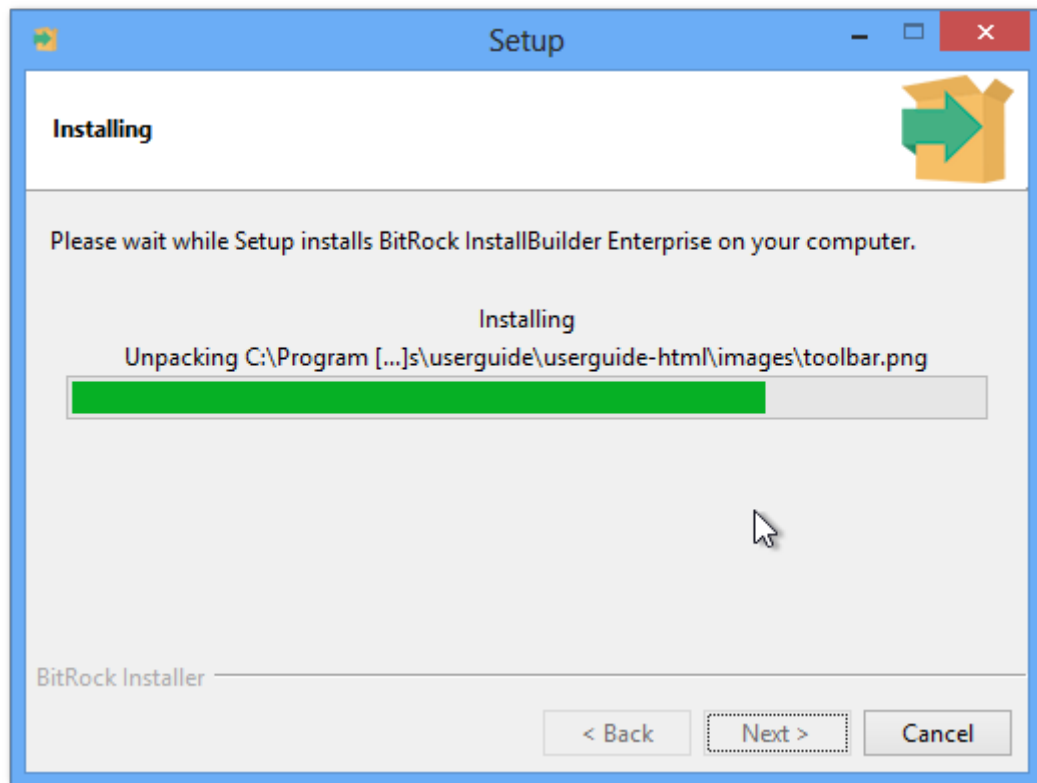 Setup
Installing
Please wait while Setup installs BitRock InstallBuilder Enterprise on your computer.
Installing
Unpacking C:\Program [...]s\userguide\userguide-html\images\toolbar.png
BitRock Installer
< Back Next > Cancel